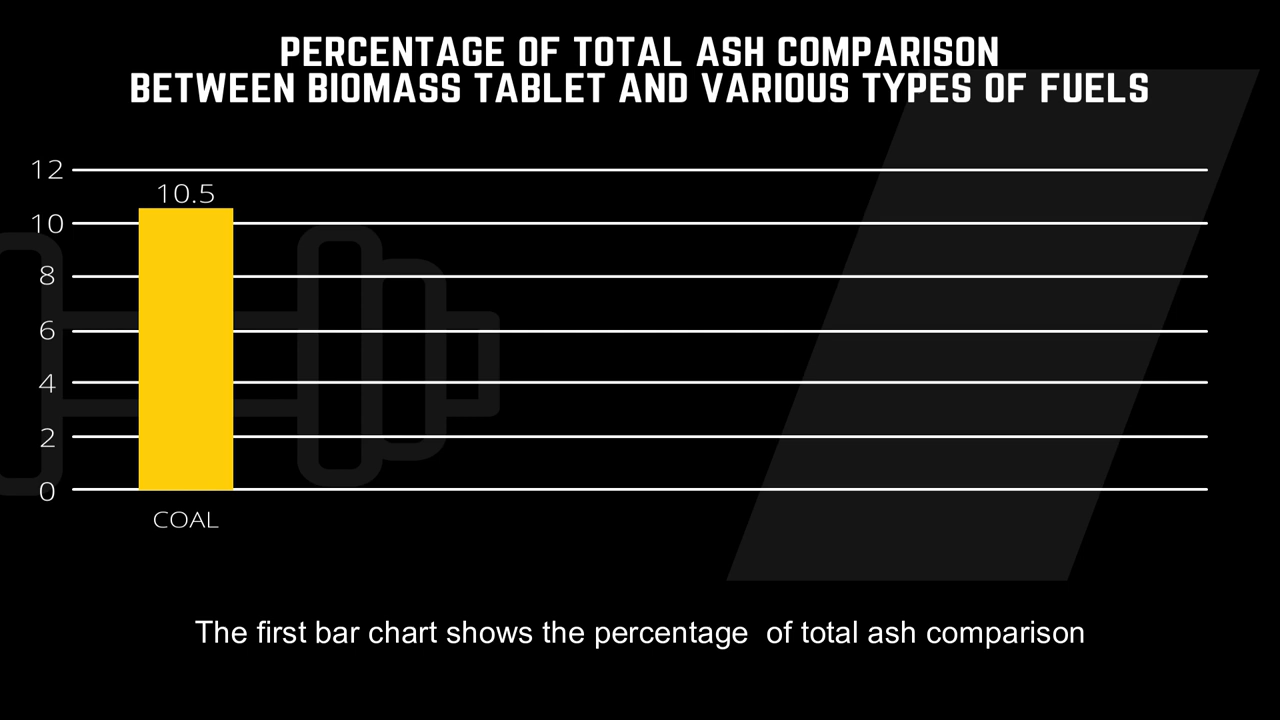 PERCENTAGE OF TOTAL ASH COMPARISON
BETWEEN BIOMASS TABLET AND VARIOUS TYPES OF FUELS
12
10.5
10
8
6
4
2
0
COAL
The first bar chart shows the percentage  of total ash comparison